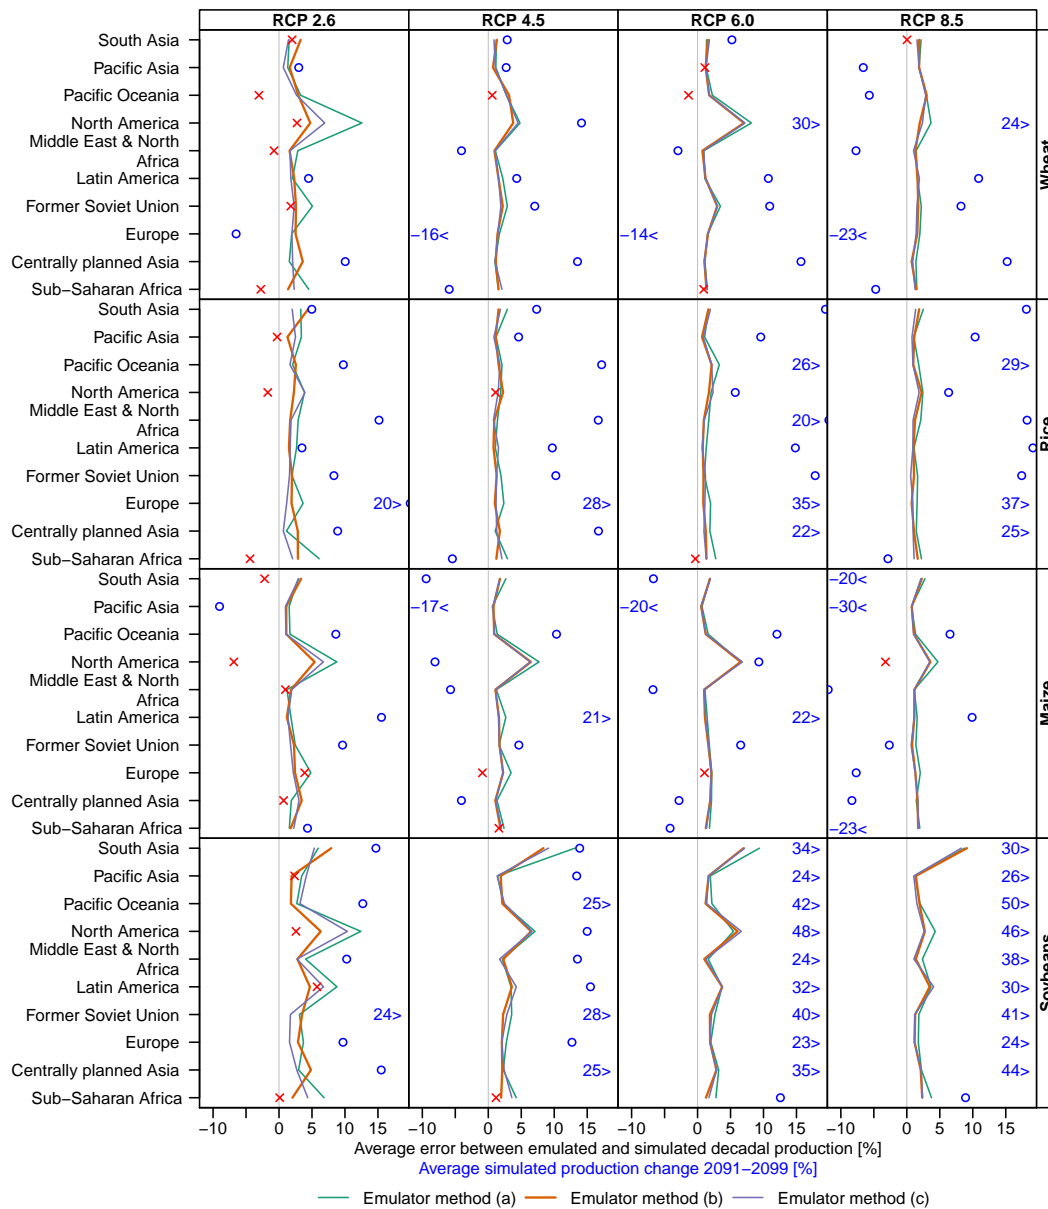 RCP 2.6 RCP 4.5 RCP 6.0 RCP 8.5
South Asia
Pacific Asia
Pacific Oceania
North America 30> 24>
Middle East & North
Africa
Latin America
Former Soviet Union
Europe −16< −14< −23<
Centrally planned Asia
Sub−Saharan Africa
Wheat
South Asia
Pacific Asia
Pacific Oceania 26> 29>
North America
Middle East & North
Africa 20>
Latin America
Former Soviet Union
Europe 20> 28> 35> 37>
Centrally planned Asia 22> 25>
Sub−Saharan Africa
Rice
South Asia −20<
Pacific Asia −17< −20< −30<
Pacific Oceania
North America
Middle East & North
Africa
Latin America 21> 22>
Former Soviet Union
Europe
Centrally planned Asia
Sub−Saharan Africa −23<
Maize
South Asia 34> 30>
Pacific Asia 24> 26>
Pacific Oceania 25> 42> 50>
North America 48> 46>
Middle East & North
Africa 24> 38>
Latin America 32> 30>
Former Soviet Union 24> 28> 40> 41>
Europe 23> 24>
Centrally planned Asia 25> 35> 44>
Sub−Saharan Africa
Soybeans
−10 0 5 10 15 −10 0 5 10 15 −10 0 5 10 15 −10 0 5 10 15
Average error between emulated and simulated decadal production [%]
Average simulated production change 2091−2099 [%]
Emulator method (a) Emulator method (b) Emulator method (c)